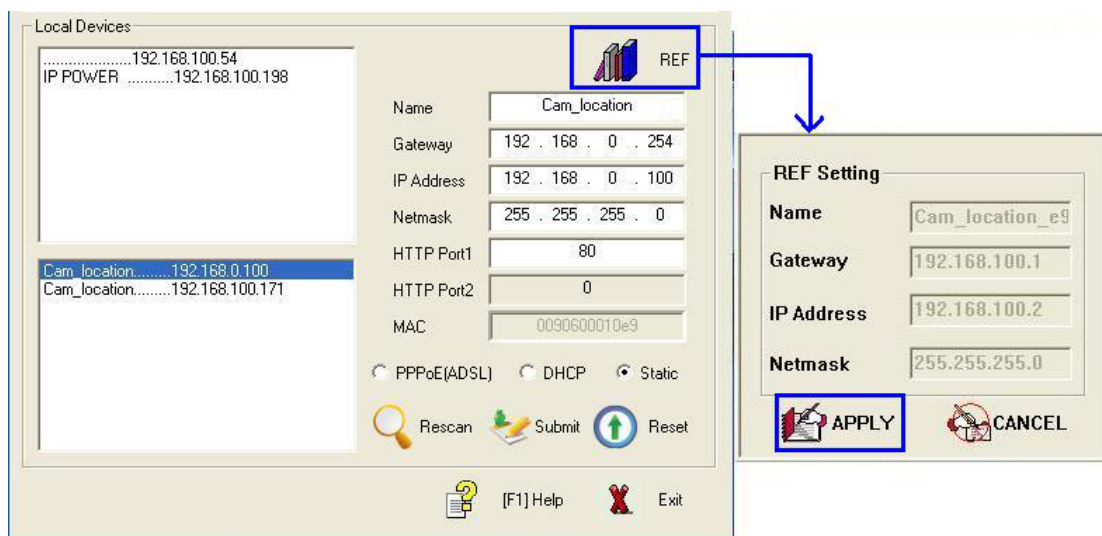 Local Devices
.....................192.168.100.54
IP POWER ...........192.168.100.198
Cam_location.........192.168.0.100
Cam_location.........192.168.100.171
REF
Name Cam_location
Gateway 192 . 168 . 0 . 254
IP Address 192 . 168 . 0 . 100
Netmask 255 . 255 . 255 . 0
HTTP Port1 80
HTTP Port2 0
MAC 0090600010e9
PPPoE(ADSL) DHCP Static
Rescan Submit Reset
[F1] Help Exit
REF Setting
Name Cam_location_e9
Gateway 192.168.100.1
IP Address 192.168.100.2
Netmask 255.255.255.0
APPLY CANCEL